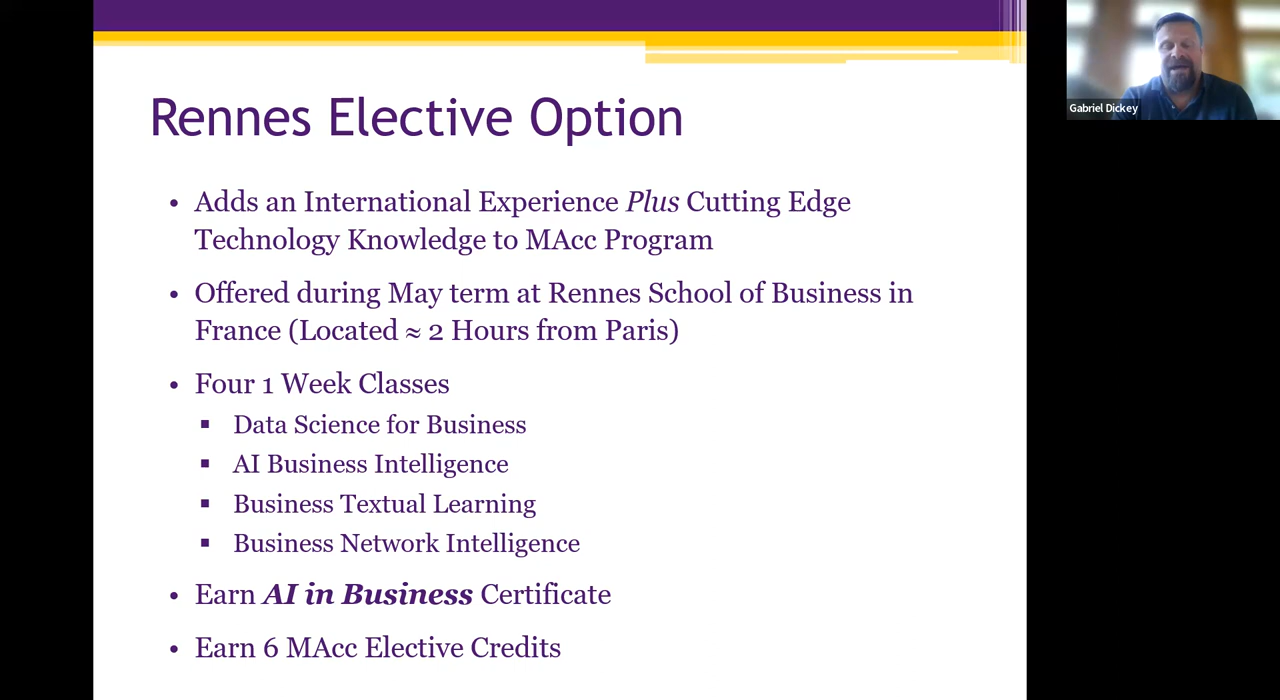 Rennes Elective Option
• Adds an International Experience Plus Cutting Edge
Technology Knowledge to MAcc Program
• Offered during May term at Rennes School of Business in
France (Located ≈ 2 Hours from Paris)
• Four 1 Week Classes
▪ Data Science for Business
▪ AI Business Intelligence
▪ Business Textual Learning
▪ Business Network Intelligence
• Earn AI in Business Certificate
• Earn 6 MAcc Elective Credits
Gabriel Dickey